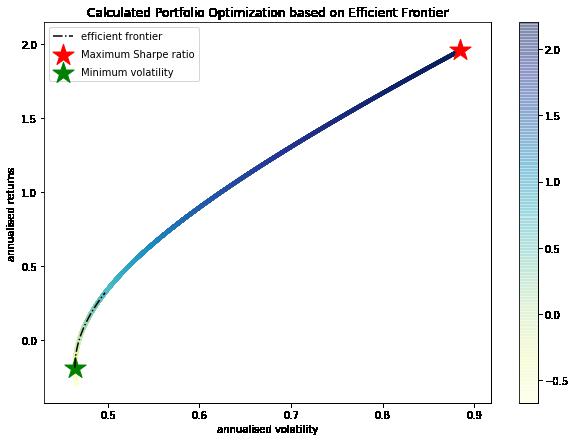 Calculated Portfolio Optimization based on Efficient Frontier
efficient frontier
Maximum Sharpe ratio
Minimum volatility
2.0
1.5
1.0
0.5
0.0
annualised returns
0.5 0.6 0.7 0.8 0.9
annualised volatility
2.0
1.5
1.0
0.5
0.0
−0.5